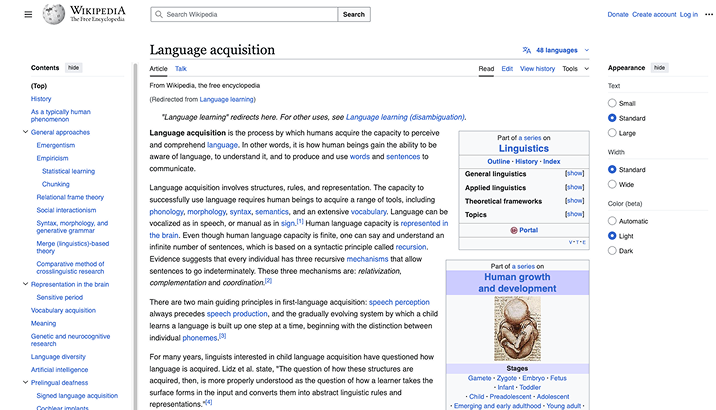 WIKIPEDIA
The Free Encyclopedia
Search Wikipedia
Search
Donate Create account Log in
Contents hide
(Top)
History
As a typically human
phenomenon
General approaches
Emergentism
Empiricism
Statistical learning
Chunking
Relational frame theory
Social interactionism
Syntax, morphology, and
generative grammar
Merge (linguistics)-based
theory
Comparative method of
crosslinguistic research
Representation in the brain
Sensitive period
Vocabulary acquisition
Meaning
Genetic and neurocognitive
research
Language diversity
Artificial intelligence
Prelingual deafness
Signed language acquisition
Cochlear implants
Language acquisition
48 languages
Article Talk
Read Edit View history Tools
From Wikipedia, the free encyclopedia
(Redirected from Language learning)
"Language learning" redirects here. For other uses, see Language learning (disambiguation).
Language acquisition is the process by which humans acquire the capacity to perceive
and comprehend language. In other words, it is how human beings gain the ability to be
aware of language, to understand it, and to produce and use words and sentences to
communicate.
Language acquisition involves structures, rules, and representation. The capacity to
successfully use language requires human beings to acquire a range of tools, including
phonology, morphology, syntax, semantics, and an extensive vocabulary. Language can be
vocalized as in speech, or manual as in sign.[1] Human language capacity is represented in
the brain. Even though human language capacity is finite, one can say and understand an
infinite number of sentences, which is based on a syntactic principle called recursion.
Evidence suggests that every individual has three recursive mechanisms that allow
sentences to go indeterminately. These three mechanisms are: relativization,
complementation and coordination.[2]
There are two main guiding principles in first-language acquisition: speech perception
always precedes speech production, and the gradually evolving system by which a child
learns a language is built up one step at a time, beginning with the distinction between
individual phonemes.[3]
For many years, linguists interested in child language acquisition have questioned how
language is acquired. Lidz et al. state, "The question of how these structures are
acquired, then, is more properly understood as the question of how a learner takes the
surface forms in the input and converts them into abstract linguistic rules and
representations."[4]
Part of a series on
Linguistics
Outline · History · Index
General linguistics [show]
Applied linguistics [show]
Theoretical frameworks [show]
Topics [show]
Portal
V·T·E
Part of a series on
Human growth
and development
Stages
Gamete · Zygote · Embryo · Fetus
· Infant · Toddler
· Child · Preadolescent · Adolescent
· Emerging and early adulthood · Young adult ·
Appearance hide
Text
Small
Standard
Large
Width
Standard
Wide
Color (beta)
Automatic
Light
Dark